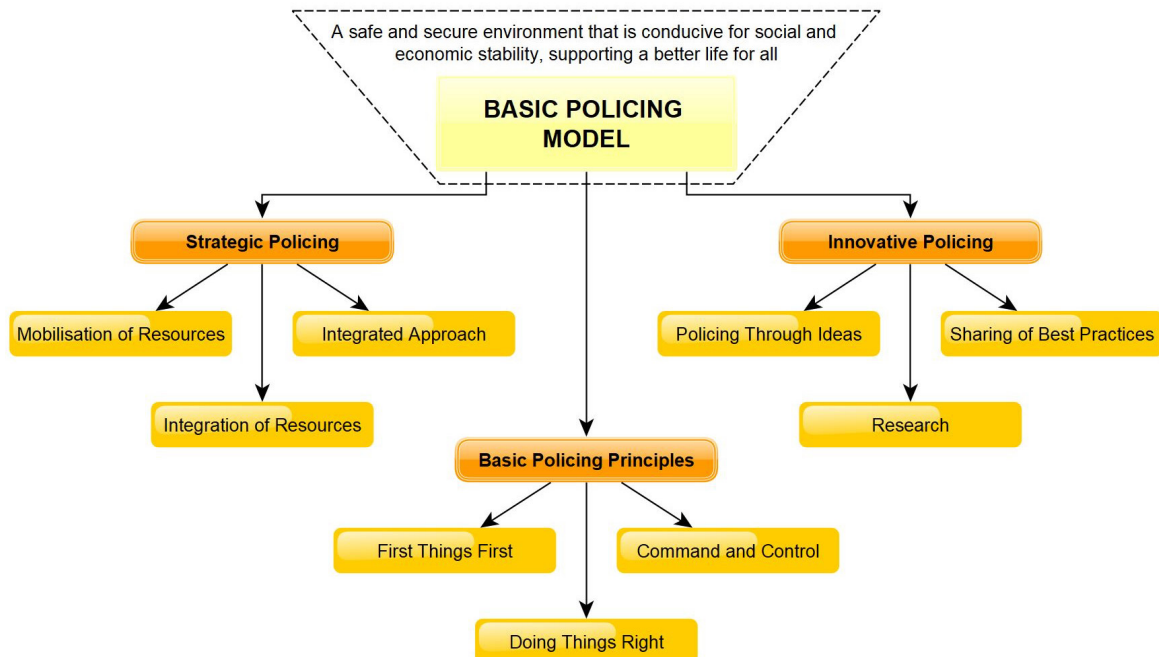 A safe and secure environment that is conducive for social and
economic stability, supporting a better life for all
BASIC POLICING
MODEL
Strategic Policing
Innovative Policing
Mobilisation of Resources
Integrated Approach
Policing Through Ideas
Sharing of Best Practices
Integration of Resources
Research
Basic Policing Principles
First Things First
Command and Control
Doing Things Right